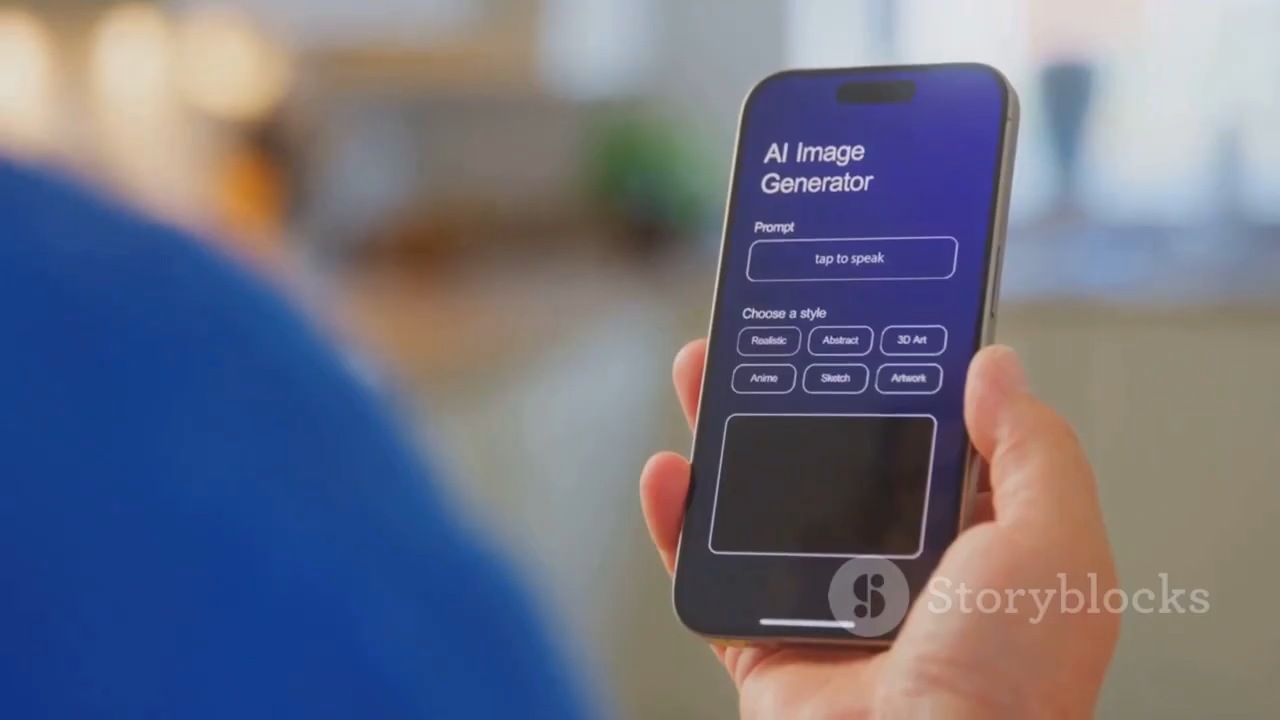 AI Image
Generator
Prompt
tap to speak
Choose a style
Realistic
Abstract
3D Art
Anime
Sketch
Artwork
Storyblocks